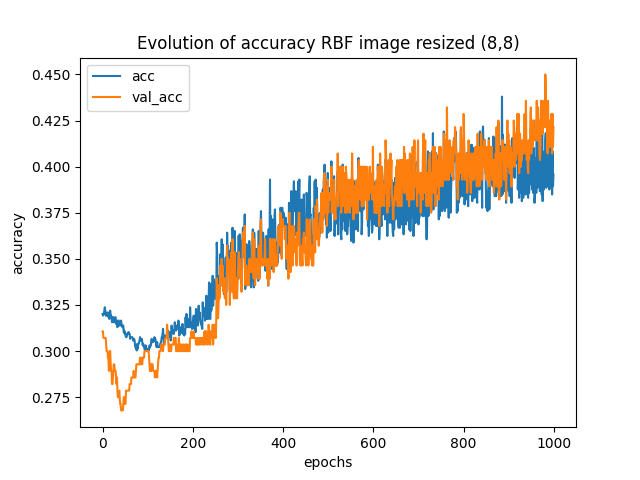 Evolution of accuracy RBF image resized (8,8)
acc
val_acc
0.450
0.425
0.400
0.375
0.350
0.325
0.300
0.275
accuracy
0 200 400 600 800 1000
epochs